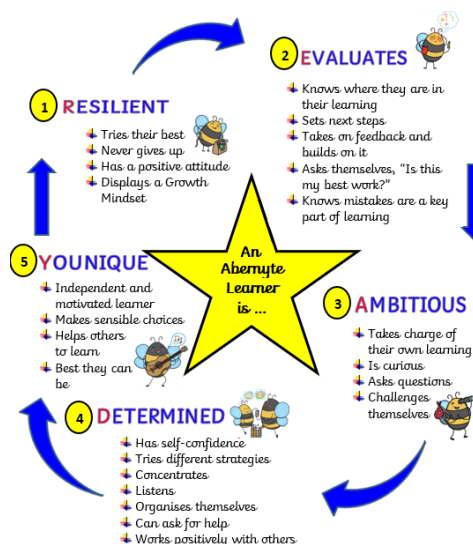 1 RESILIENT
Tries their best
Never gives up
Has a positive attitude
Displays a Growth
Mindset
2 EVALUATES
Knows where they are in
their learning
Sets next steps
Takes on feedback and
builds on it
Asks themselves, "Is this
my best work?"
Knows mistakes are a key
part of learning
An
Abernyte
Learner
is ...
3 AMBITIOUS
Takes charge of
their own learning
Is curious
Asks questions
Challenges
themselves
4 DETERMINED
Has self-confidence
Tries different strategies
Concentrates
Listens
Organises themselves
Can ask for help
Works positively with others
5 YOUNIQUE
Independent and
motivated learner
Makes sensible choices
Helps others
to learn
Best they can
be